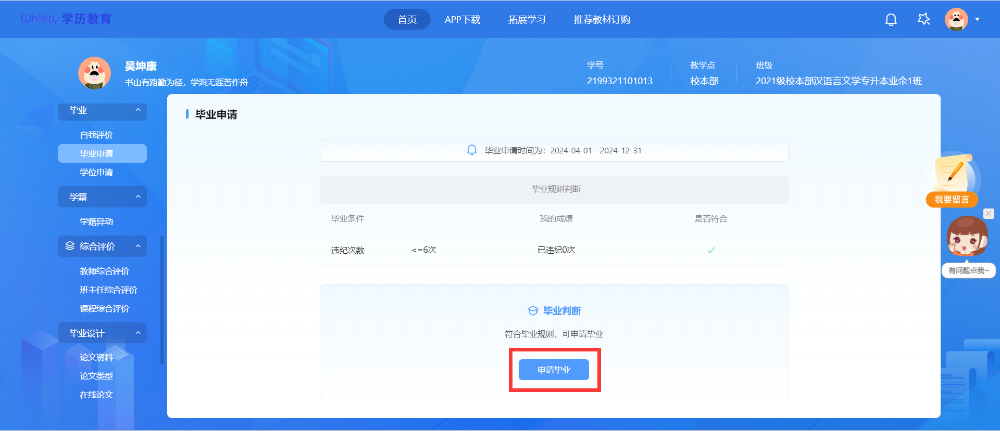 Wh@ty 学历教育
首页
APP下载
拓展学习
推荐教材订购
吴坤康
书山有路勤为径，学海无涯苦作舟
学号
2199321101013
教学点
校本部
班级
2021级校本部汉语言文学专升本业余1班
毕业
自我评价
毕业申请
学位申请
学籍
学籍异动
综合评价
教师综合评价
班主任综合评价
课程综合评价
毕业设计
论文资料
论文类型
在线论文
毕业申请
毕业申请时间为：2024-04-01 - 2024-12-31
毕业规则判断
毕业条件 我的成绩 是否符合
违纪次数 <=6次 已违纪0次
毕业判断
符合毕业规则，可申请毕业
申请毕业
我要留言
有问题点我~